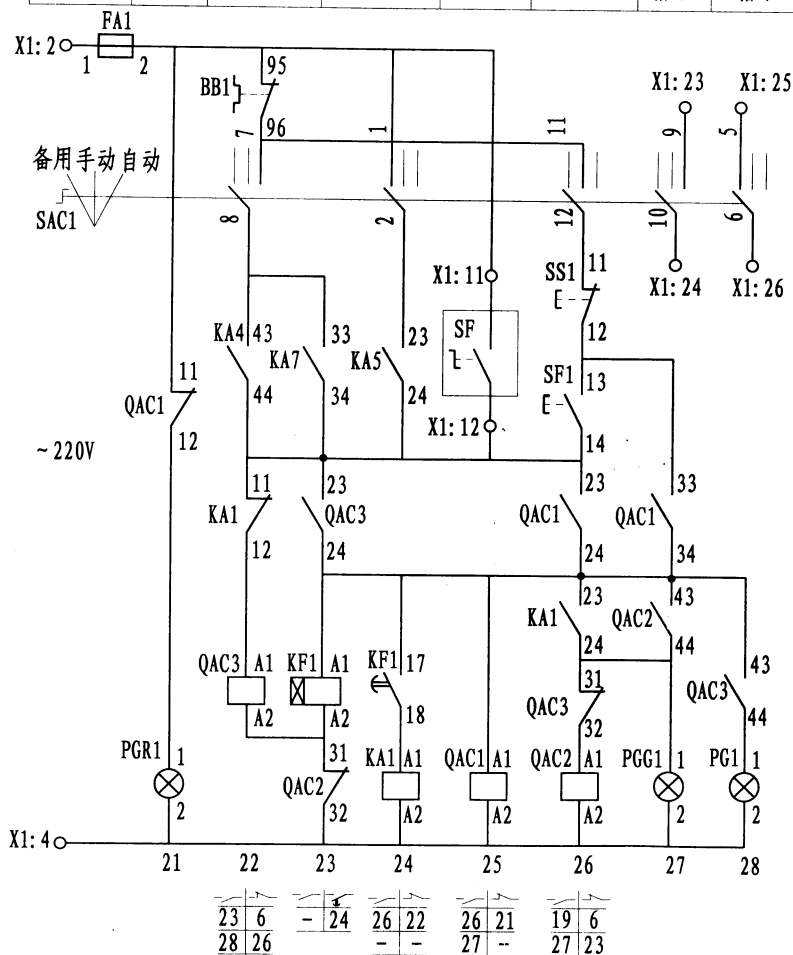 FA1
X1:2
1 2
95
BB1
96
7
1
11
X1:23
X1:25
9
5
备用 手动 自动
SAC1
8
2
12
10
6
X1:11
SS1
11
X1:24
X1:26
12
KA4 43
33
23
SF
KA7
KA5
SF1
13
11
44
34
24
QAC1
X1:12
14
12
~220V
11
23
23
33
KA1
QAC3
QAC1
QAC1
12
24
24
34
23
43
KA1
QAC2
24
44
QAC3 A1
KF1 A1
KF1 17
31
43
QAC3
QAC3
A2
A2
18
32
44
PGR1
1
31
KA1 A1
QAC1 A1
QAC2 A1
PGG1 1
PG1 1
QAC2
2
32
A2
A2
A2
2
2
X1:4
21 22 23 24 25 26 27 28
23 6 - 24 26 22 26 21 19 6
28 26 - - 27 -- 27 23